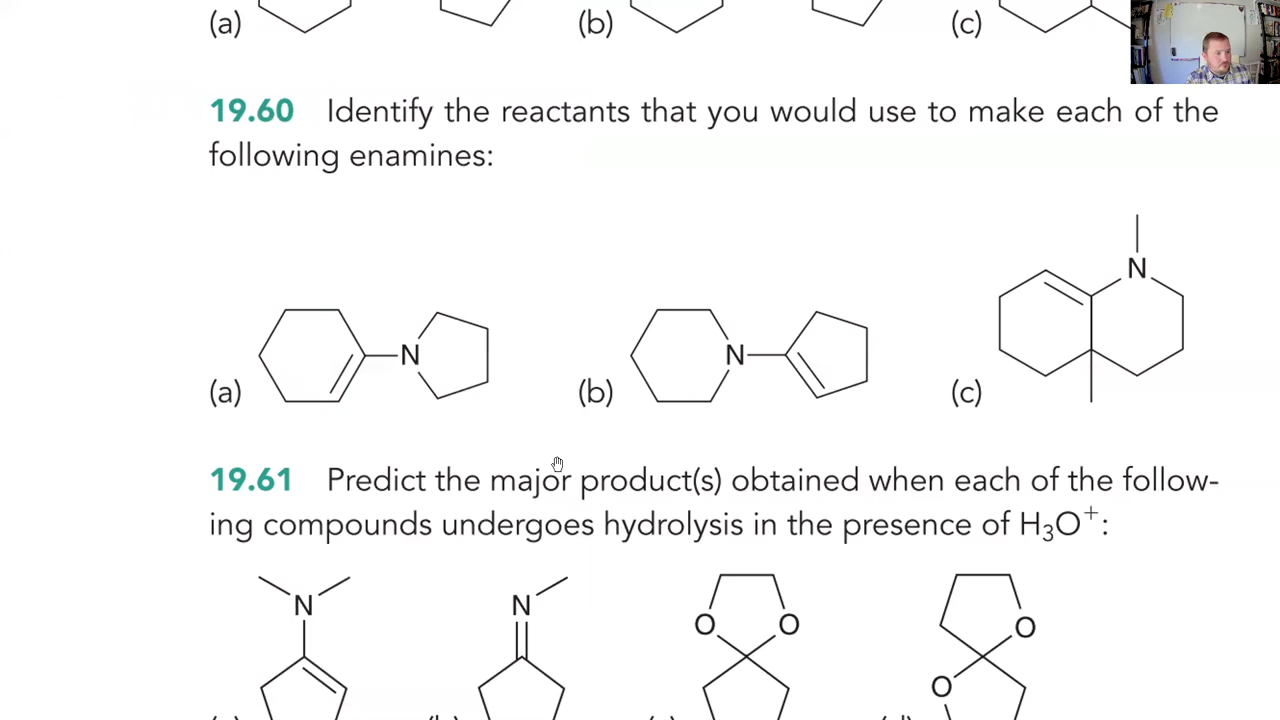 (a) (b) (c)
19.60 Identify the reactants that you would use to make each of the
following enamines:
N
N N
(a) (b) (c)
19.61 Predict the major product(s) obtained when each of the follow-
ing compounds undergoes hydrolysis in the presence of H₃O⁺:
N N O O O
O